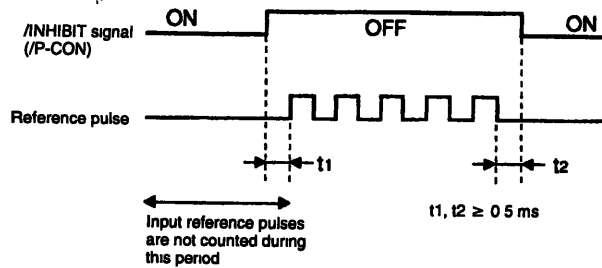 ON
OFF
ON
/INHIBIT signal
(/P-CON)
Reference pulse
t1
t2
Input reference pulses
are not counted during
this period
t1, t2 ≥ 0 5 ms